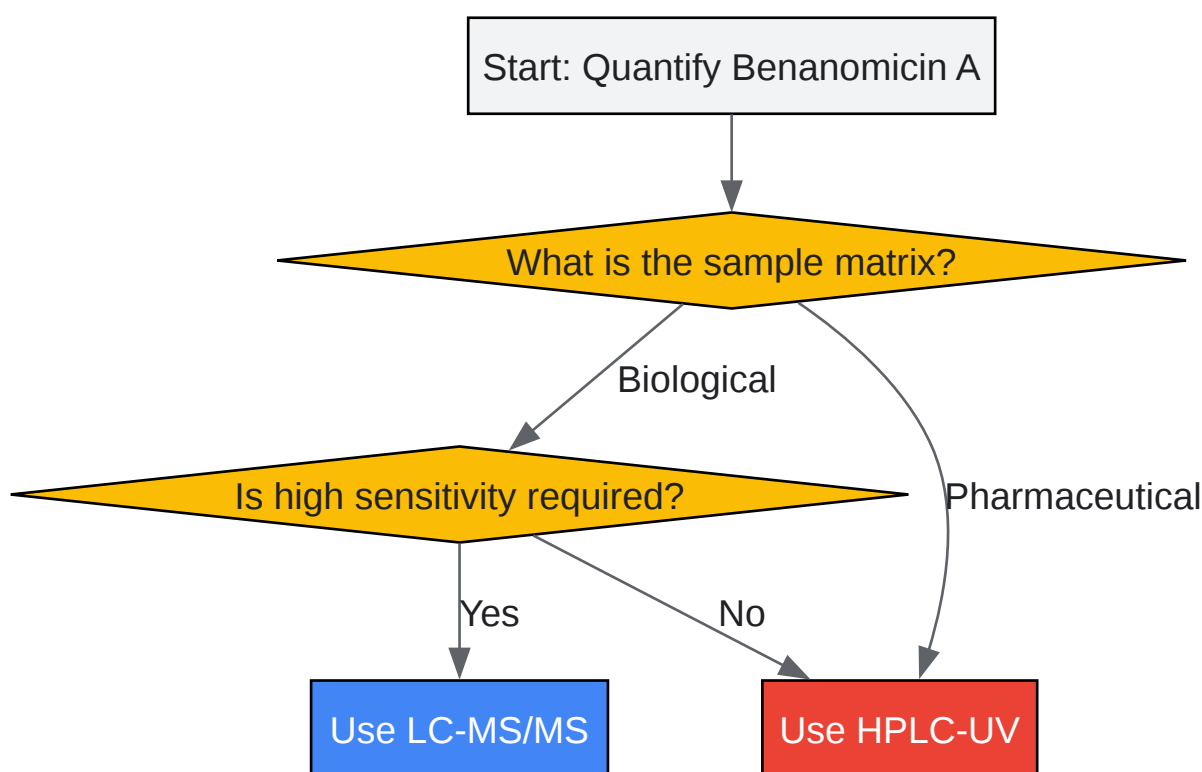 Start: Quantify Benanomicin A
What is the sample matrix?
Biological
Is high sensitivity required?
Pharmaceutical
Yes
No
Use LC-MS/MS
Use HPLC-UV